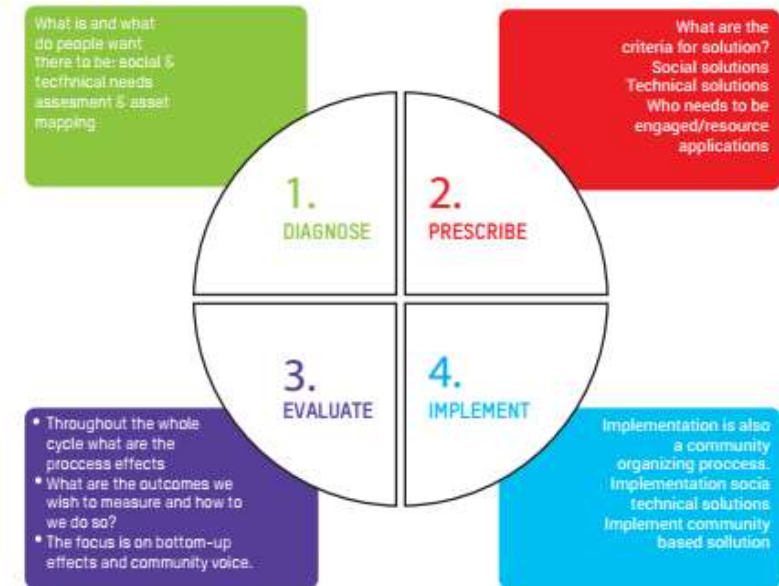 What is and what
do people want
there to be: social &
tecfhnical needs
assesment & asset
mapping
What are the
criteria for solution?
Social solutions
Technical solutions
Who needs to be
engaged/resource
applications
1.
DIAGNOSE
2.
PRESCRIBE
3.
EVALUATE
4.
IMPLEMENT
• Throughout the whole
cycle what are the
proccess effects
• What are the outcomes we
wish to measure and how to
we do so?
• The focus is on bottom-up
effects and community voice.
Implementation is also
a community
organizing proccess.
Implementation socia
technical solutions
Implement community
based sollution